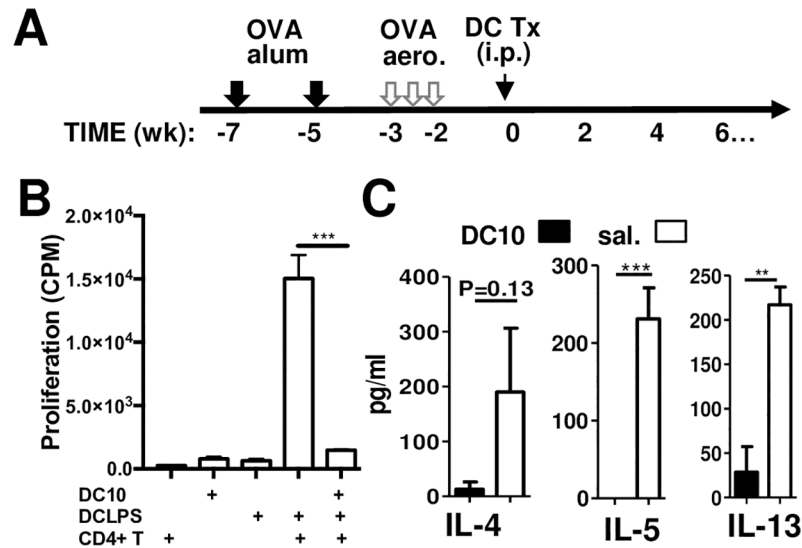 A
OVA alum
OVA aero.
DC Tx (i.p.)
TIME (wk): -7 -5 -3 -2 0 2 4 6...
B
Proliferation (CPM)
2.0×10⁴
1.5×10⁴
1.0×10⁴
5.0×10³
0.0
***
DC10 + +
DCLPS + + +
CD4+ T + + +
C
DC10 sal.
pg/ml
400
300
200
100
0
P=0.13
IL-4
300
200
100
0
***
IL-5
250
200
150
100
50
0
**
IL-13